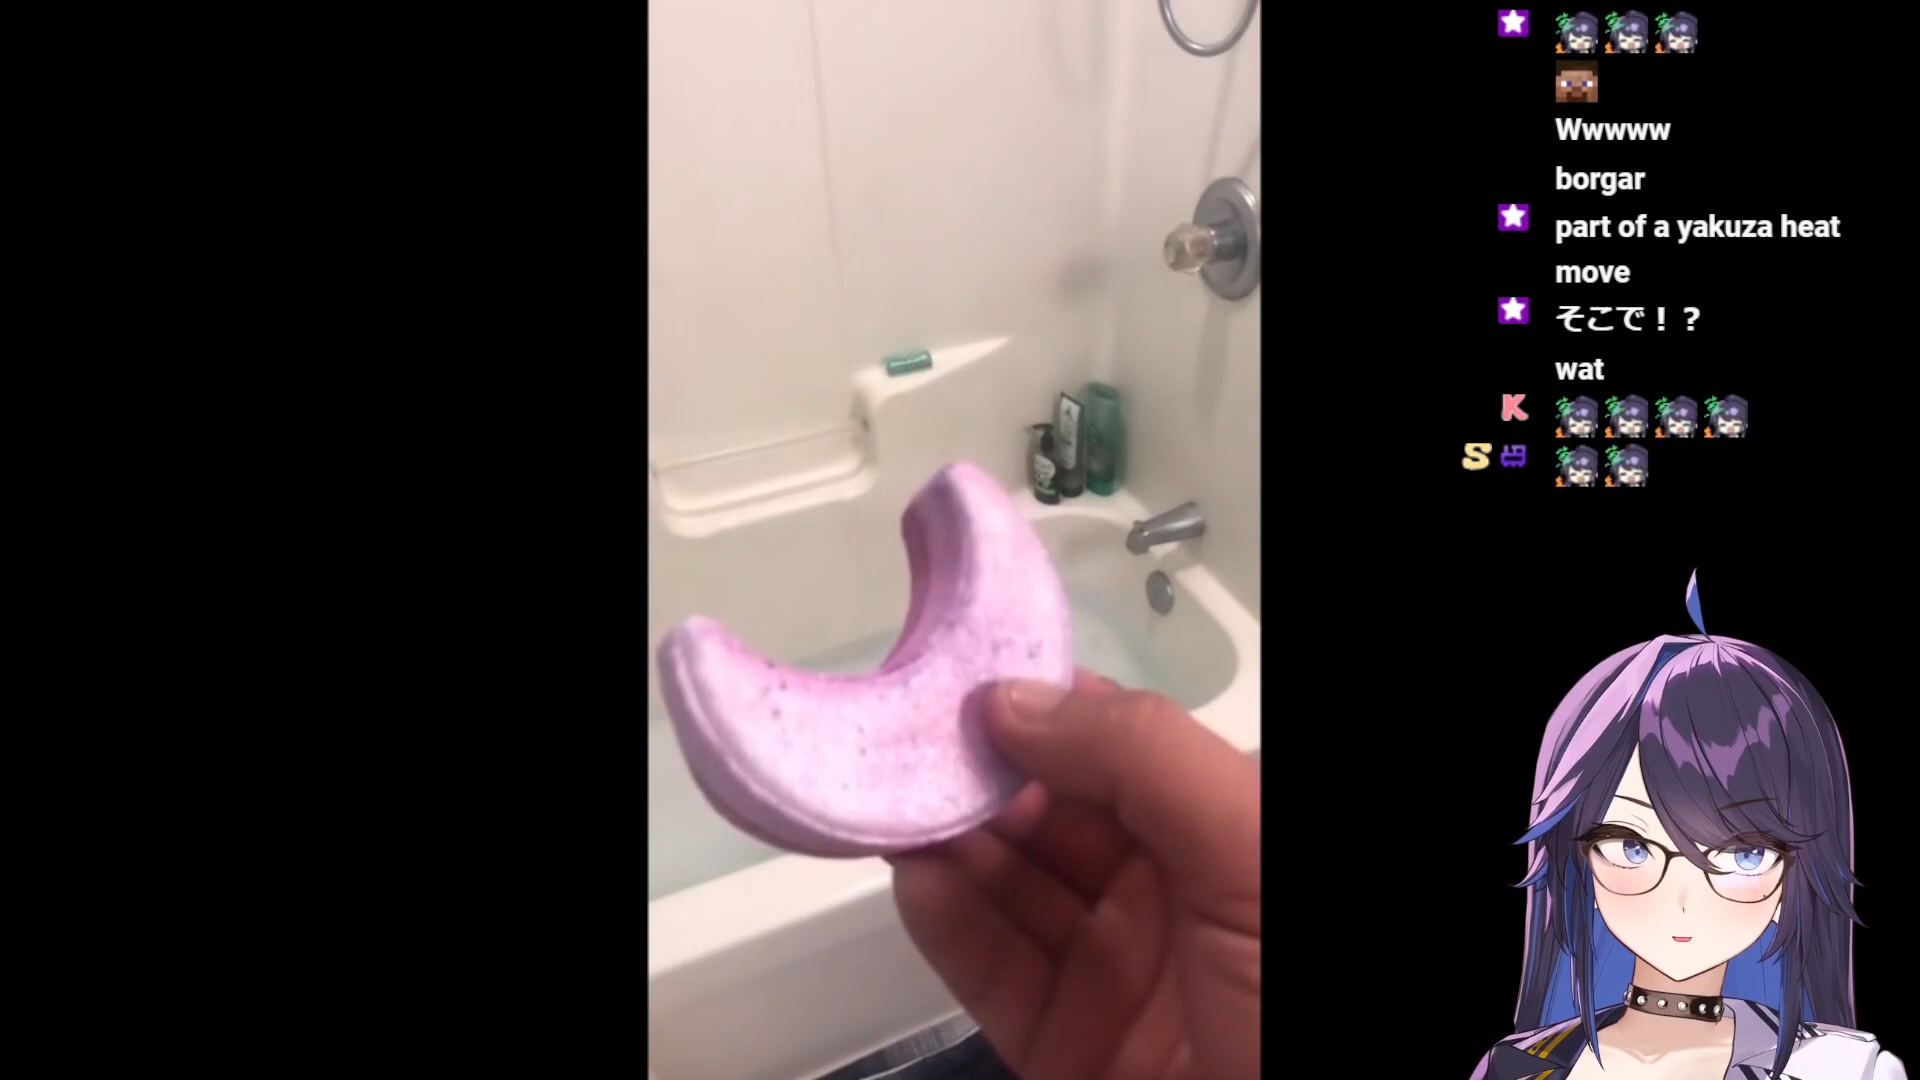 Wwwww
borgar
part of a yakuza heat
move
そこで！？
wat
K
S